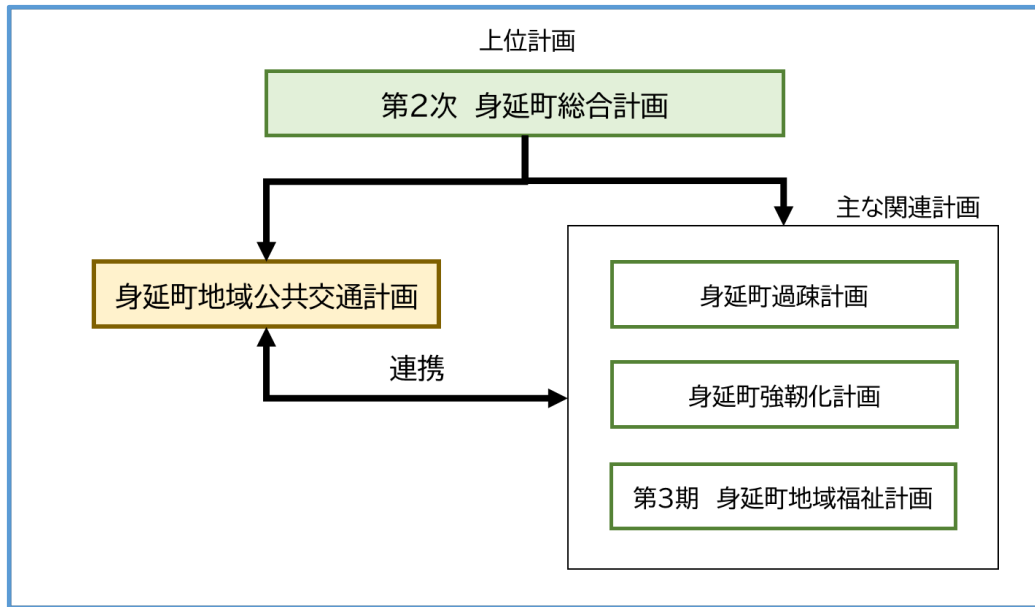 上位計画
第2次 身延町総合計画
主な関連計画
身延町地域公共交通計画
身延町過疎計画
連携
身延町強靭化計画
第3期 身延町地域福祉計画